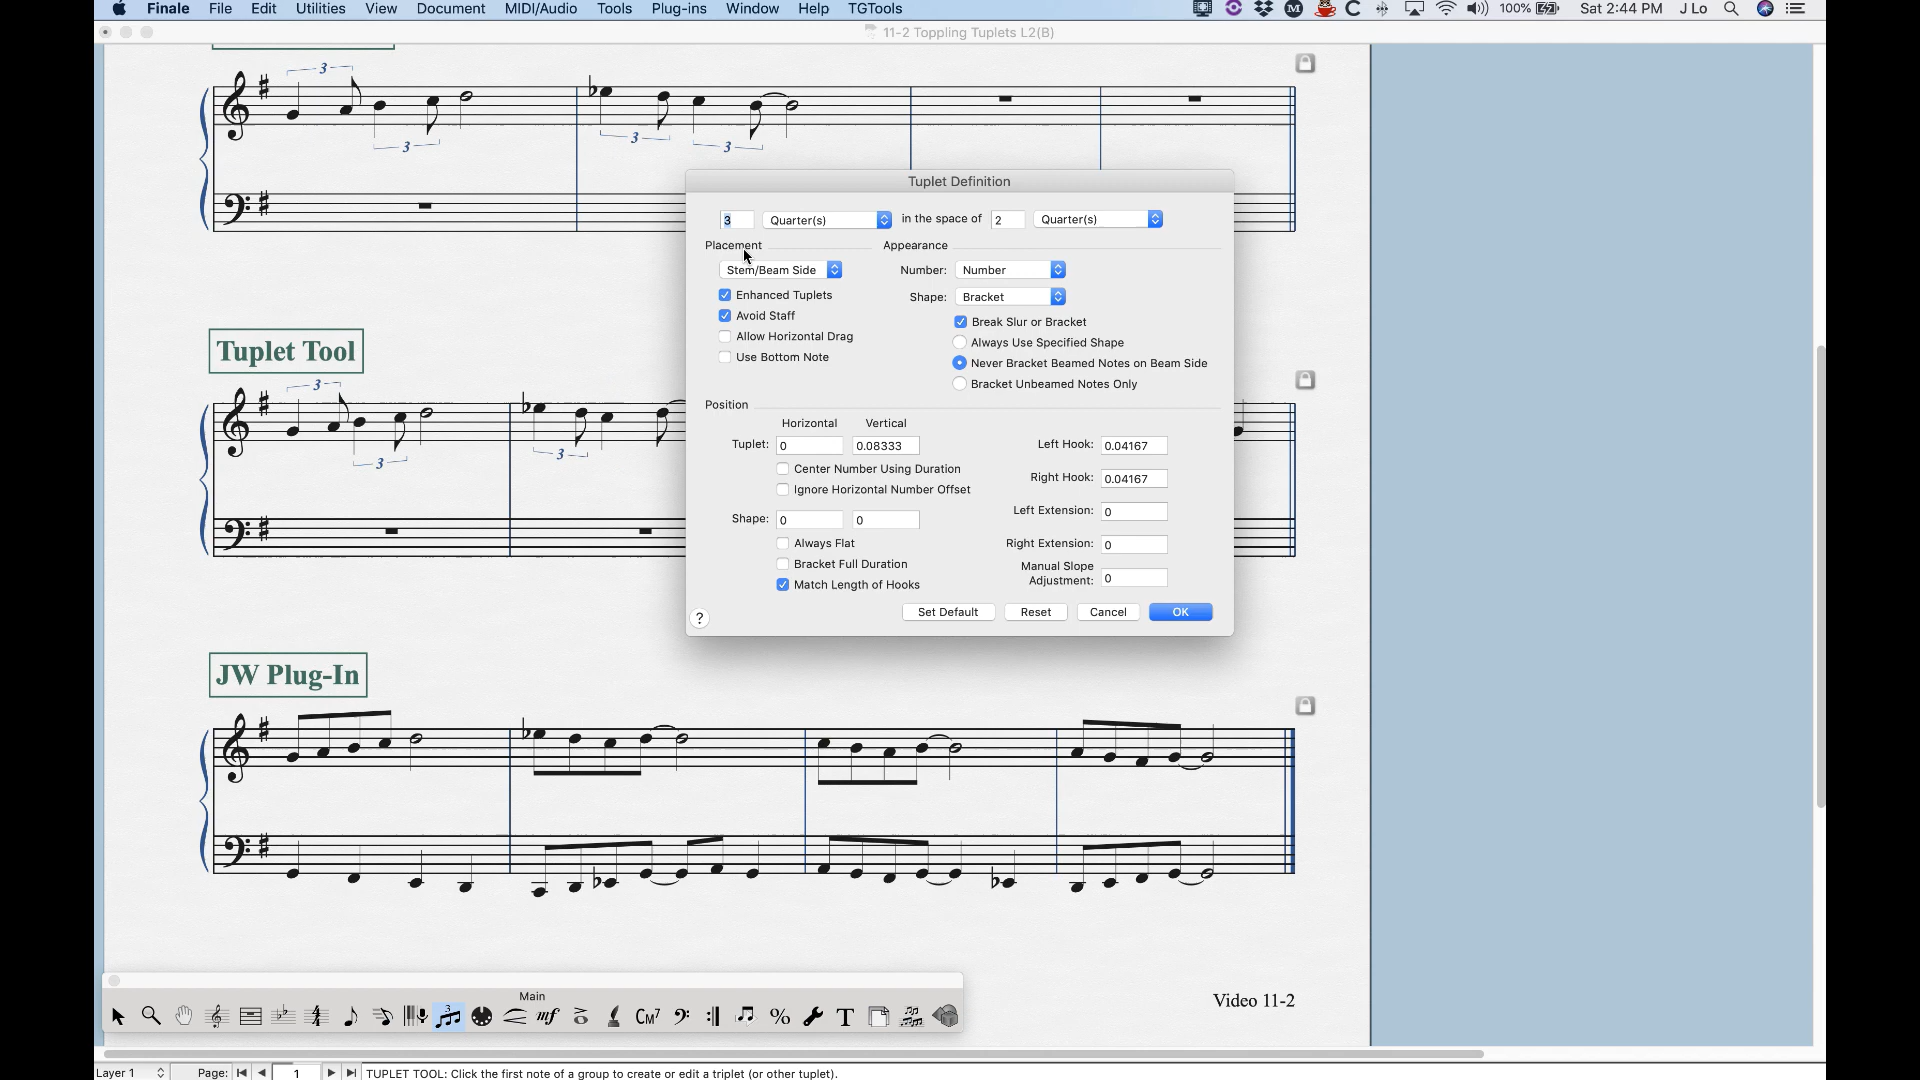 Finale File Edit Utilities View Document MIDI/Audio Tools Plug-ins Window Help TGTools 100% Sat 2:44 PM J Lo
11-2 Toppling Tuplets L2(B)
3
3 3 3
Tuplet Definition
3 Quarter(s) in the space of 2 Quarter(s)
Placement Appearance
Stem/Beam Side Number: Number
Enhanced Tuplets Shape: Bracket
Avoid Staff Break Slur or Bracket
Allow Horizontal Drag Always Use Specified Shape
Use Bottom Note Never Bracket Beamed Notes on Beam Side
Bracket Unbeamed Notes Only
Position
Horizontal Vertical
Tuplet: 0 0.08333 Left Hook: 0.04167
Center Number Using Duration
Right Hook: 0.04167
Ignore Horizontal Number Offset
Left Extension: 0
Shape: 0 0
Always Flat Right Extension: 0
Bracket Full Duration Manual Slope
Match Length of Hooks Adjustment: 0
? Set Default Reset Cancel OK
Tuplet Tool
3
3 3
JW Plug-In
Video 11-2
Main
3 mf CM7 % T
Layer 1 Page: 1 TUPLET TOOL: Click the first note of a group to create or edit a triplet (or other tuplet).